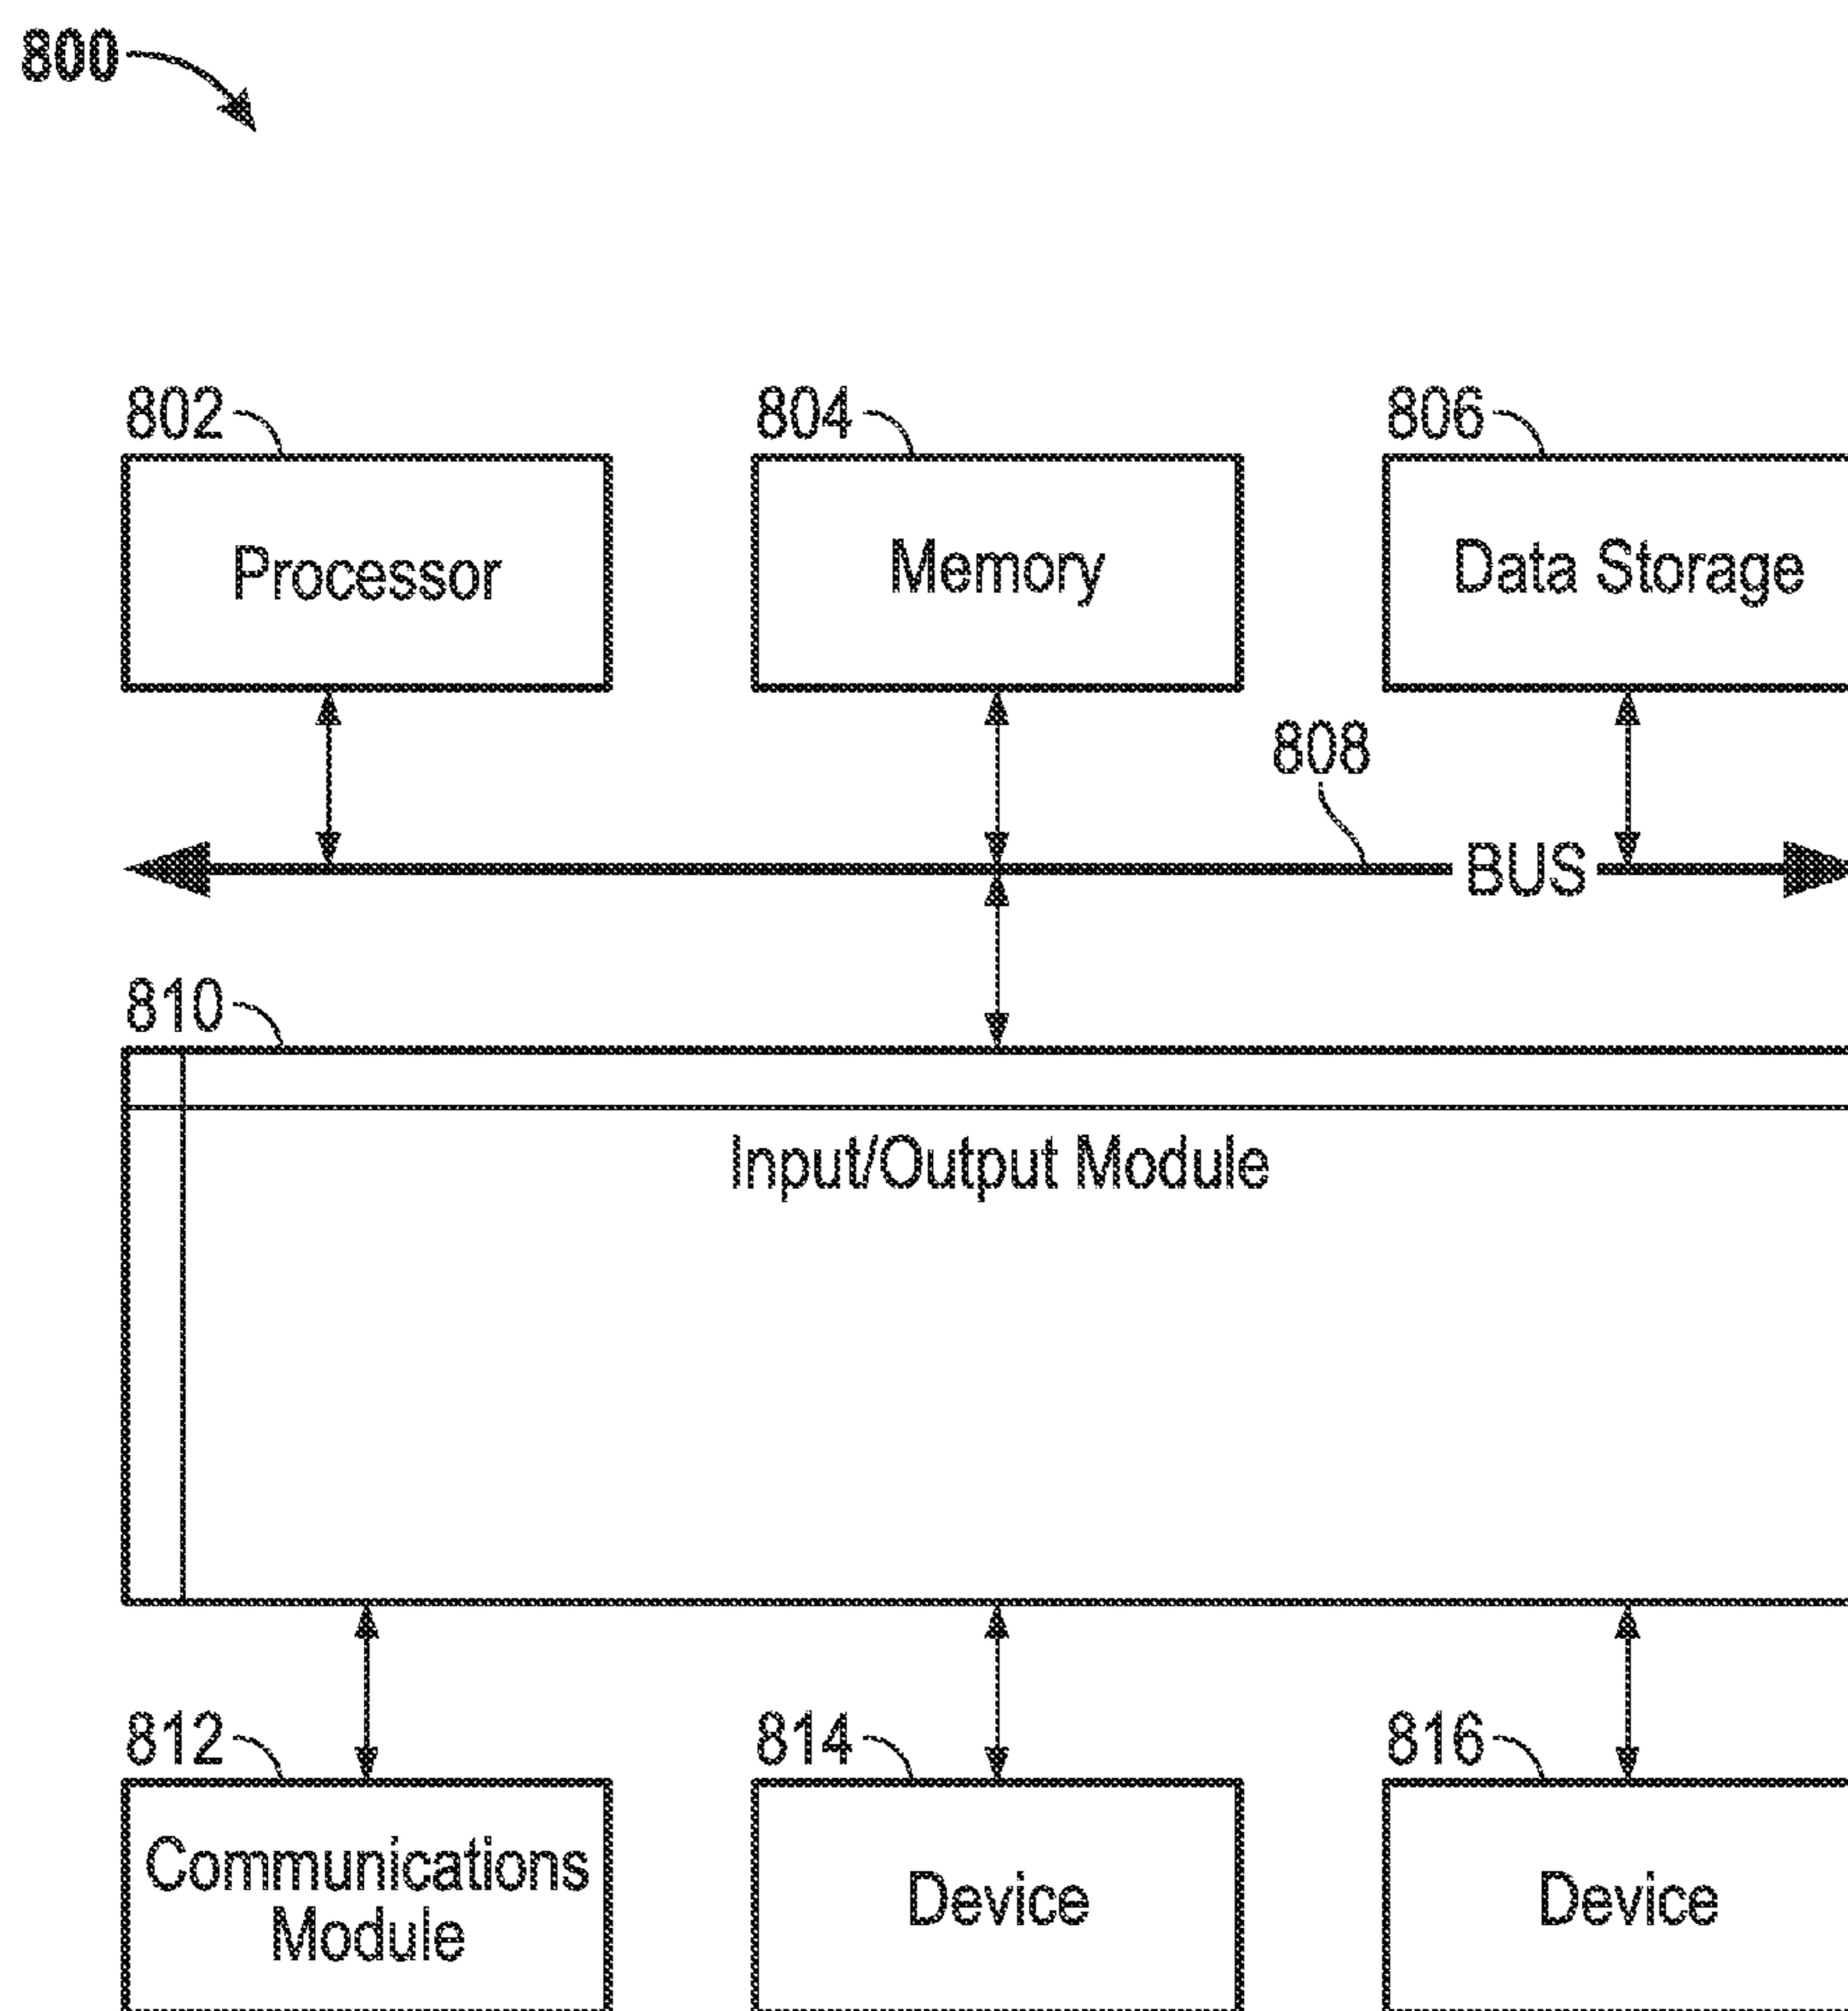 800
802
804
806
Processor
Memory
Data Storage
808
BUS
810
Input/Output Module
812
814
816
Communications
Module
Device
Device